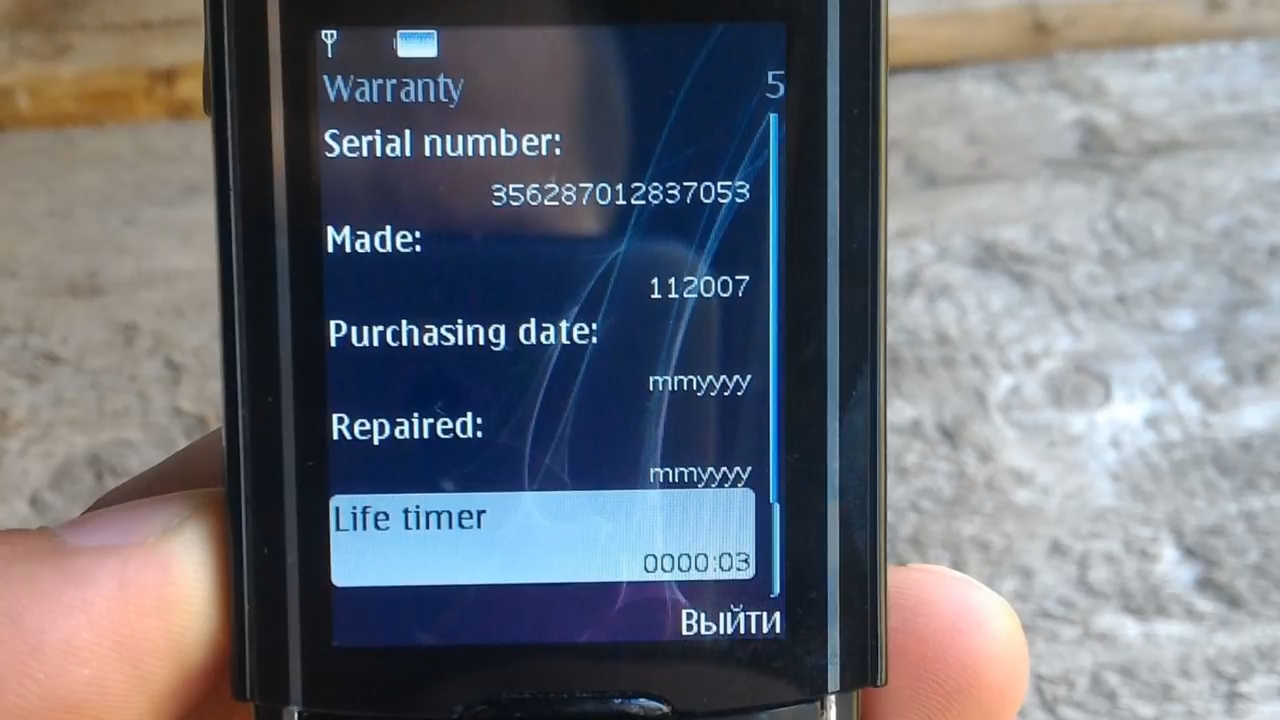 Warranty 5
Serial number:
356287012837053
Made:
112007
Purchasing date:
mmyyyy
Repaired:
mmyyyy
Life timer
0000:03
Выйти